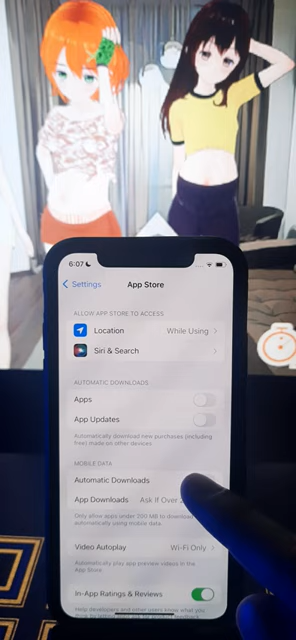 6:07
Settings
App Store
ALLOW APP STORE TO ACCESS
Location While Using
Siri & Search
AUTOMATIC DOWNLOADS
Apps
App Updates
Automatically download new purchases (including
free) made on other devices.
MOBILE DATA
Automatic Downloads
App Downloads Ask If Over
Only allow apps under 200 MB to download
automatically using mobile data.
Video Autoplay Wi-Fi Only
Automatically play app preview videos in the
App Store.
In-App Ratings & Reviews
Help developers and other users know what you